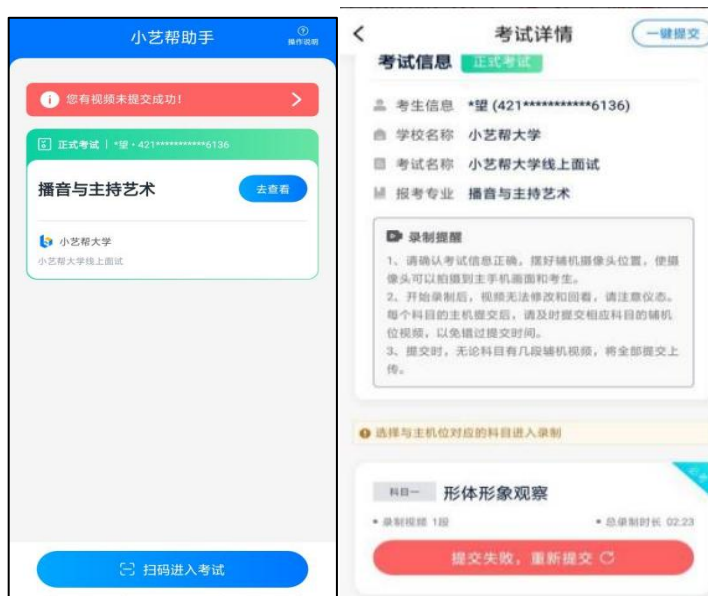 小艺帮助手
操作说明
您有视频未提交成功!
正式考试 | *望・421***********6136
播音与主持艺术
去查看
小艺帮大学
小艺帮大学线上面试
扫码进入考试
考试详情
一键提交
考试信息 正式考试
考生信息 *望 (421***********6136)
学校名称 小艺帮大学
考试名称 小艺帮大学线上面试
报考专业 播音与主持艺术
录制提醒
1、请确认考试信息正确,摆好辅机摄像头位置,使摄
像头可以拍摄到主手机画面和考生。
2、开始录制后,视频无法修改和回看,请注意仪态。
每个科目的主机提交后,请及时提交相应科目的辅机
位视频,以免错过提交时间。
3、提交时,无论科目有几段辅机视频,将全部提交上
传。
选择与主机位对应的科目进入录制
科目一 形体形象观察
• 录制视频 1段
• 总录制时长 02:23
提交失败,重新提交